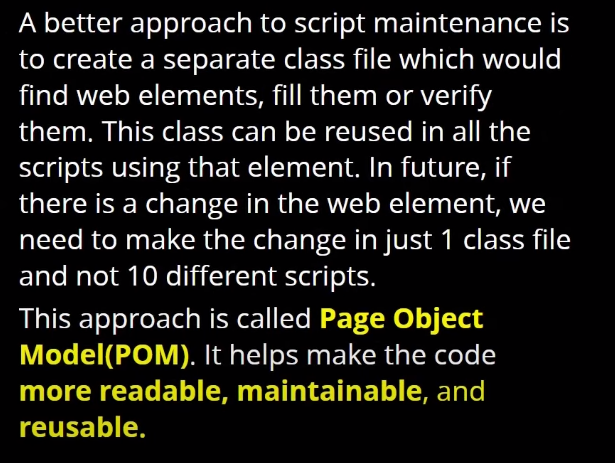 A better approach to script maintenance is
to create a separate class file which would
find web elements, fill them or verify
them. This class can be reused in all the
scripts using that element. In future, if
there is a change in the web element, we
need to make the change in just 1 class file
and not 10 different scripts.
This approach is called Page Object
Model(POM). It helps make the code
more readable, maintainable, and
reusable.